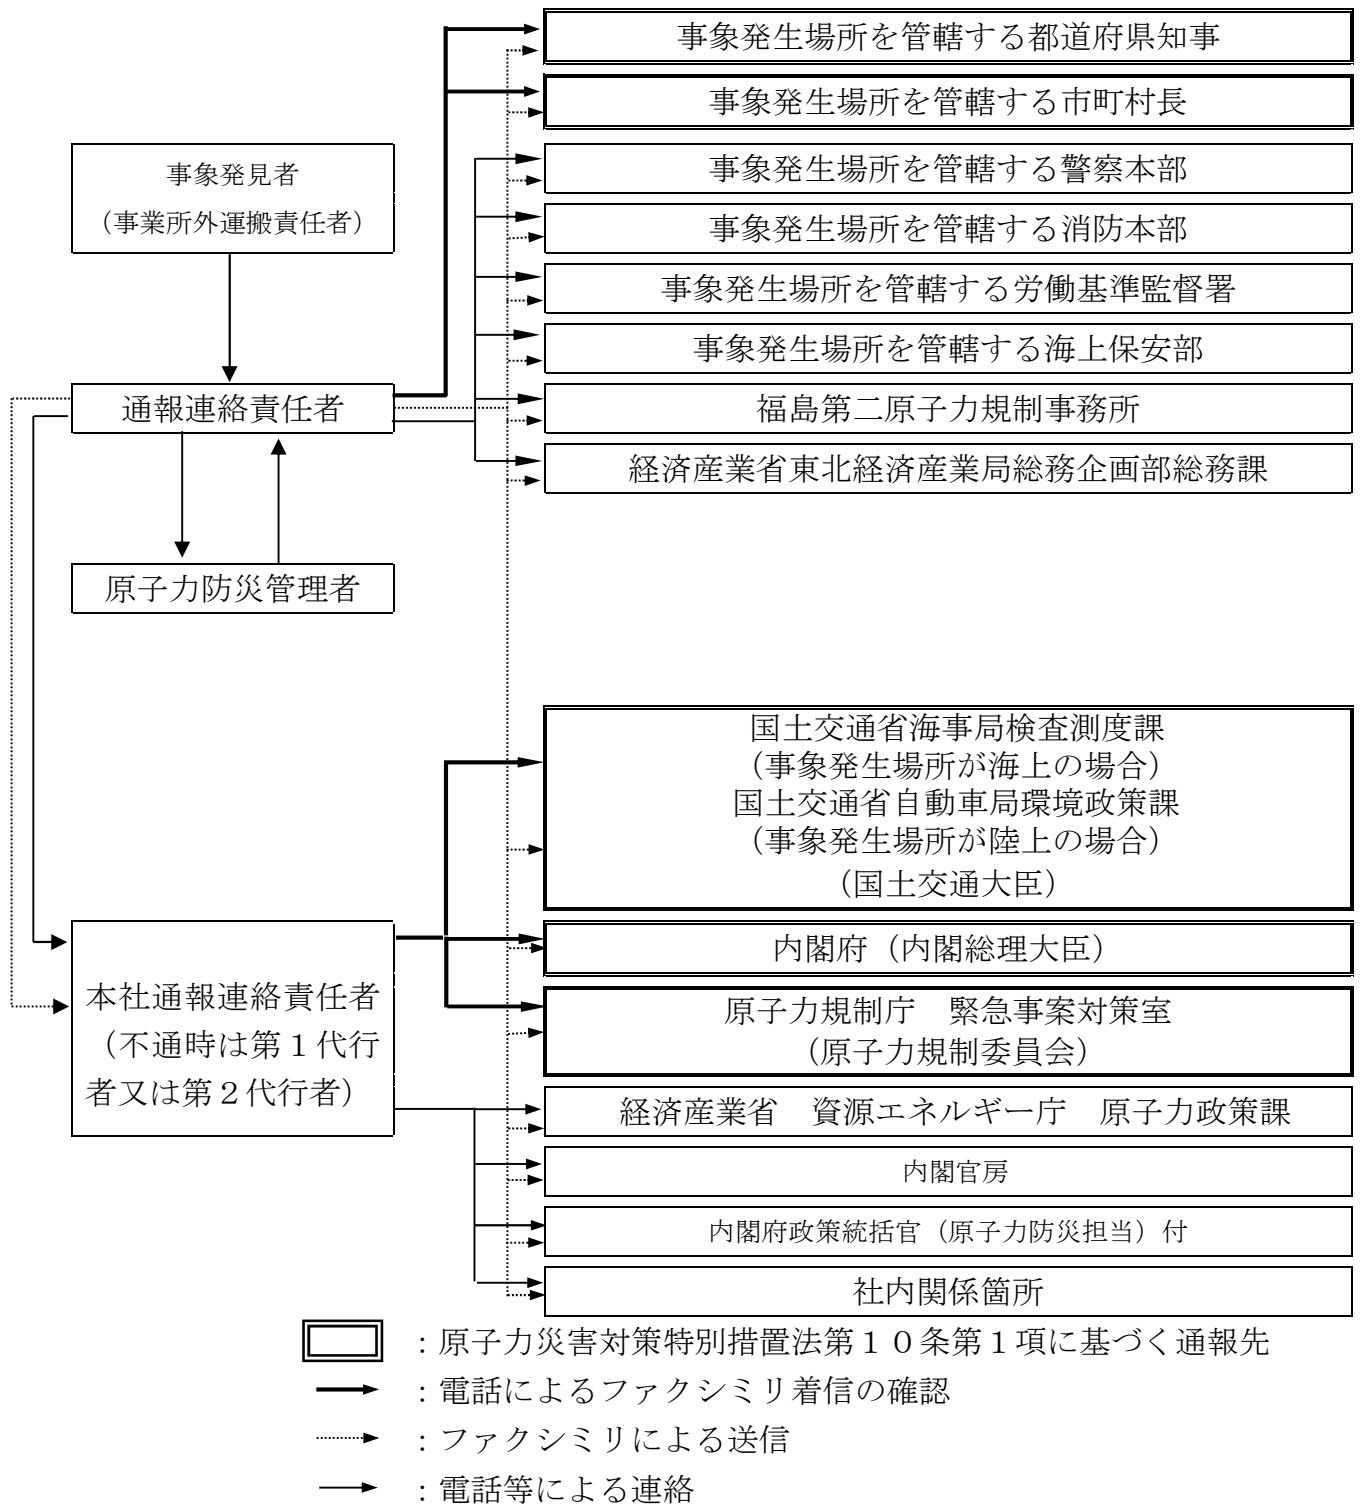 事象発生場所を管轄する都道府県知事
事象発生場所を管轄する市町村長
事象発見者
（事業所外運搬責任者）
事象発生場所を管轄する警察本部
事象発生場所を管轄する消防本部
事象発生場所を管轄する労働基準監督署
事象発生場所を管轄する海上保安部
通報連絡責任者
福島第二原子力規制事務所
経済産業省東北経済産業局総務企画部総務課
原子力防災管理者
国土交通省海事局検査測度課
（事象発生場所が海上の場合）
国土交通省自動車局環境政策課
（事象発生場所が陸上の場合）
（国土交通大臣）
本社通報連絡責任者
（不通時は第１代行
者又は第２代行者）
内閣府（内閣総理大臣）
原子力規制庁　緊急事案対策室
（原子力規制委員会）
経済産業省　資源エネルギー庁　原子力政策課
内閣官房
内閣府政策統括官（原子力防災担当）付
社内関係箇所
：原子力災害対策特別措置法第１０条第１項に基づく通報先
：電話によるファクシミリ着信の確認
：ファクシミリによる送信
：電話等による連絡